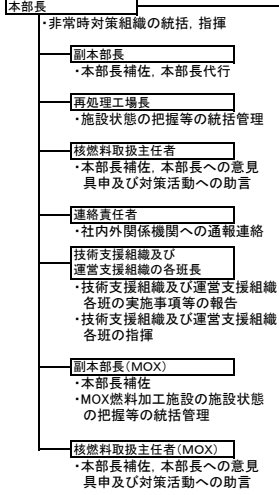 本部長
・非常時対策組織の統括，指揮
副本部長
・本部長補佐，本部長代行
再処理工場長
・施設状態の把握等の統括管理
核燃料取扱主任者
・本部長補佐，本部長への意見
具申及び対策活動への助言
連絡責任者
・社内外関係機関への通報連絡
技術支援組織及び
運営支援組織の各班長
・技術支援組織及び運営支援組織
各班の実施事項等の報告
・技術支援組織及び運営支援組織
各班の指揮
副本部長(MOX)
・本部長補佐
・MOX燃料加工施設の施設状態
の把握等の統括管理
核燃料取扱主任者(MOX)
・本部長補佐，本部長への意見
具申及び対策活動への助言